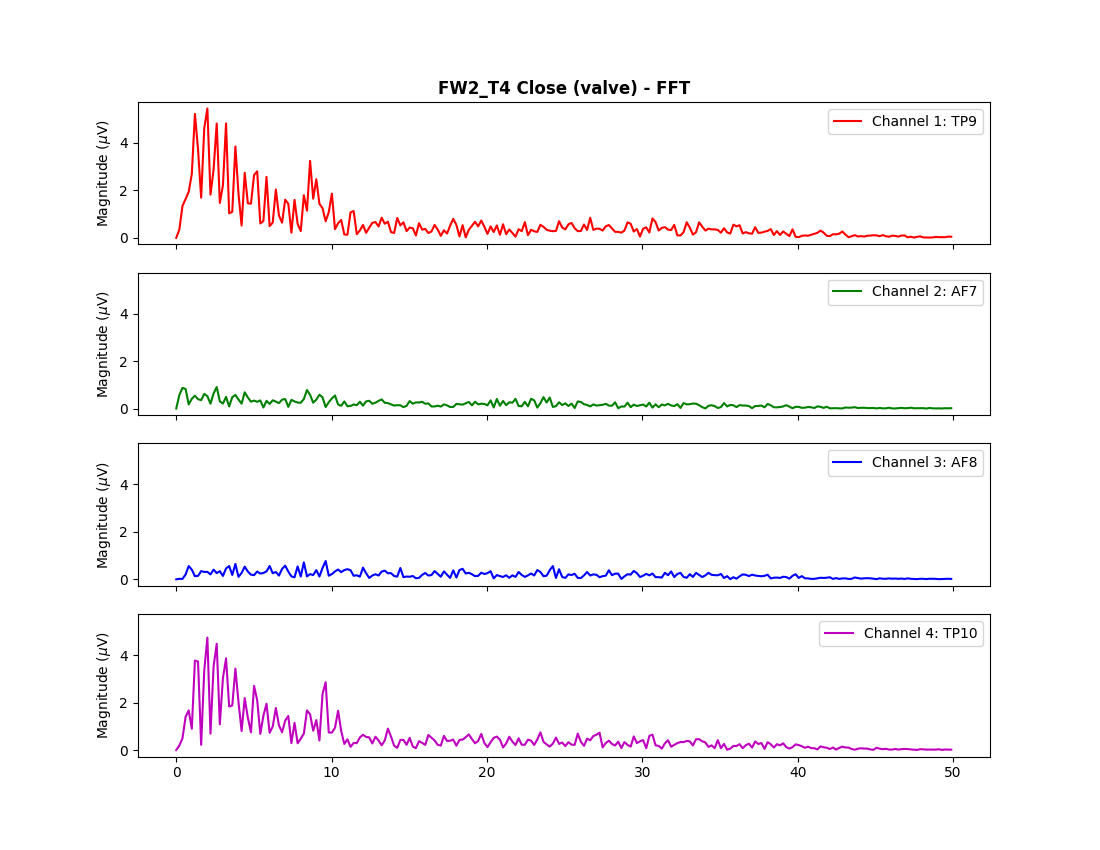 FW2_T4 Close (valve) - FFT
Magnitude (μV)
4
2
0
Channel 1: TP9
Magnitude (μV)
4
2
0
Channel 2: AF7
Magnitude (μV)
4
2
0
Channel 3: AF8
Magnitude (μV)
4
2
0
Channel 4: TP10
0 10 20 30 40 50